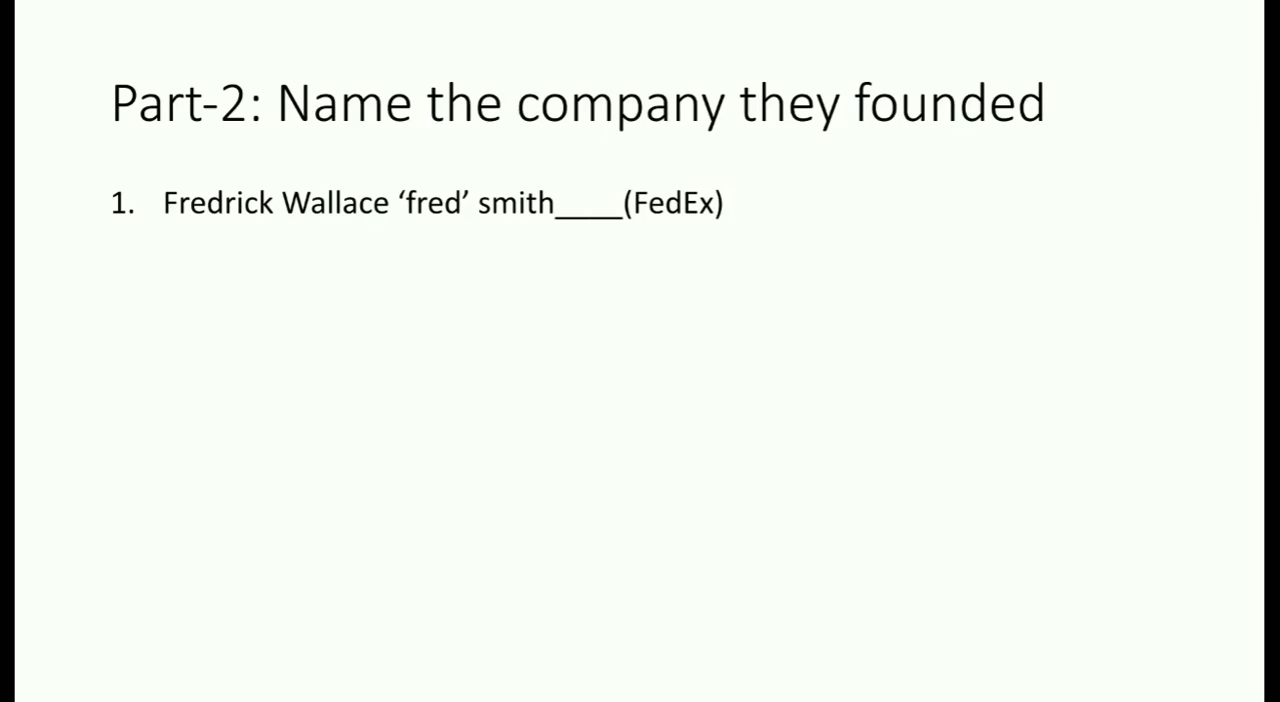 Part-2: Name the company they founded
1. Fredrick Wallace ‘fred’ smith____(FedEx)